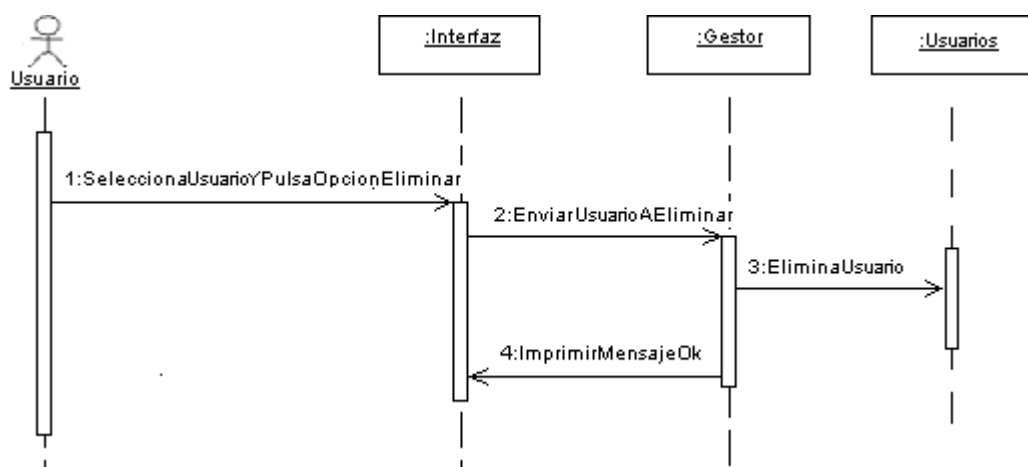 :Interfaz
:Gestor
:Usuarios
Usuario
1:SeleccionaUsuarioYPulsaOpcionEliminar
2:EnviarUsuarioAEliminar
3:EliminaUsuario
4:ImprimirMensajeOk